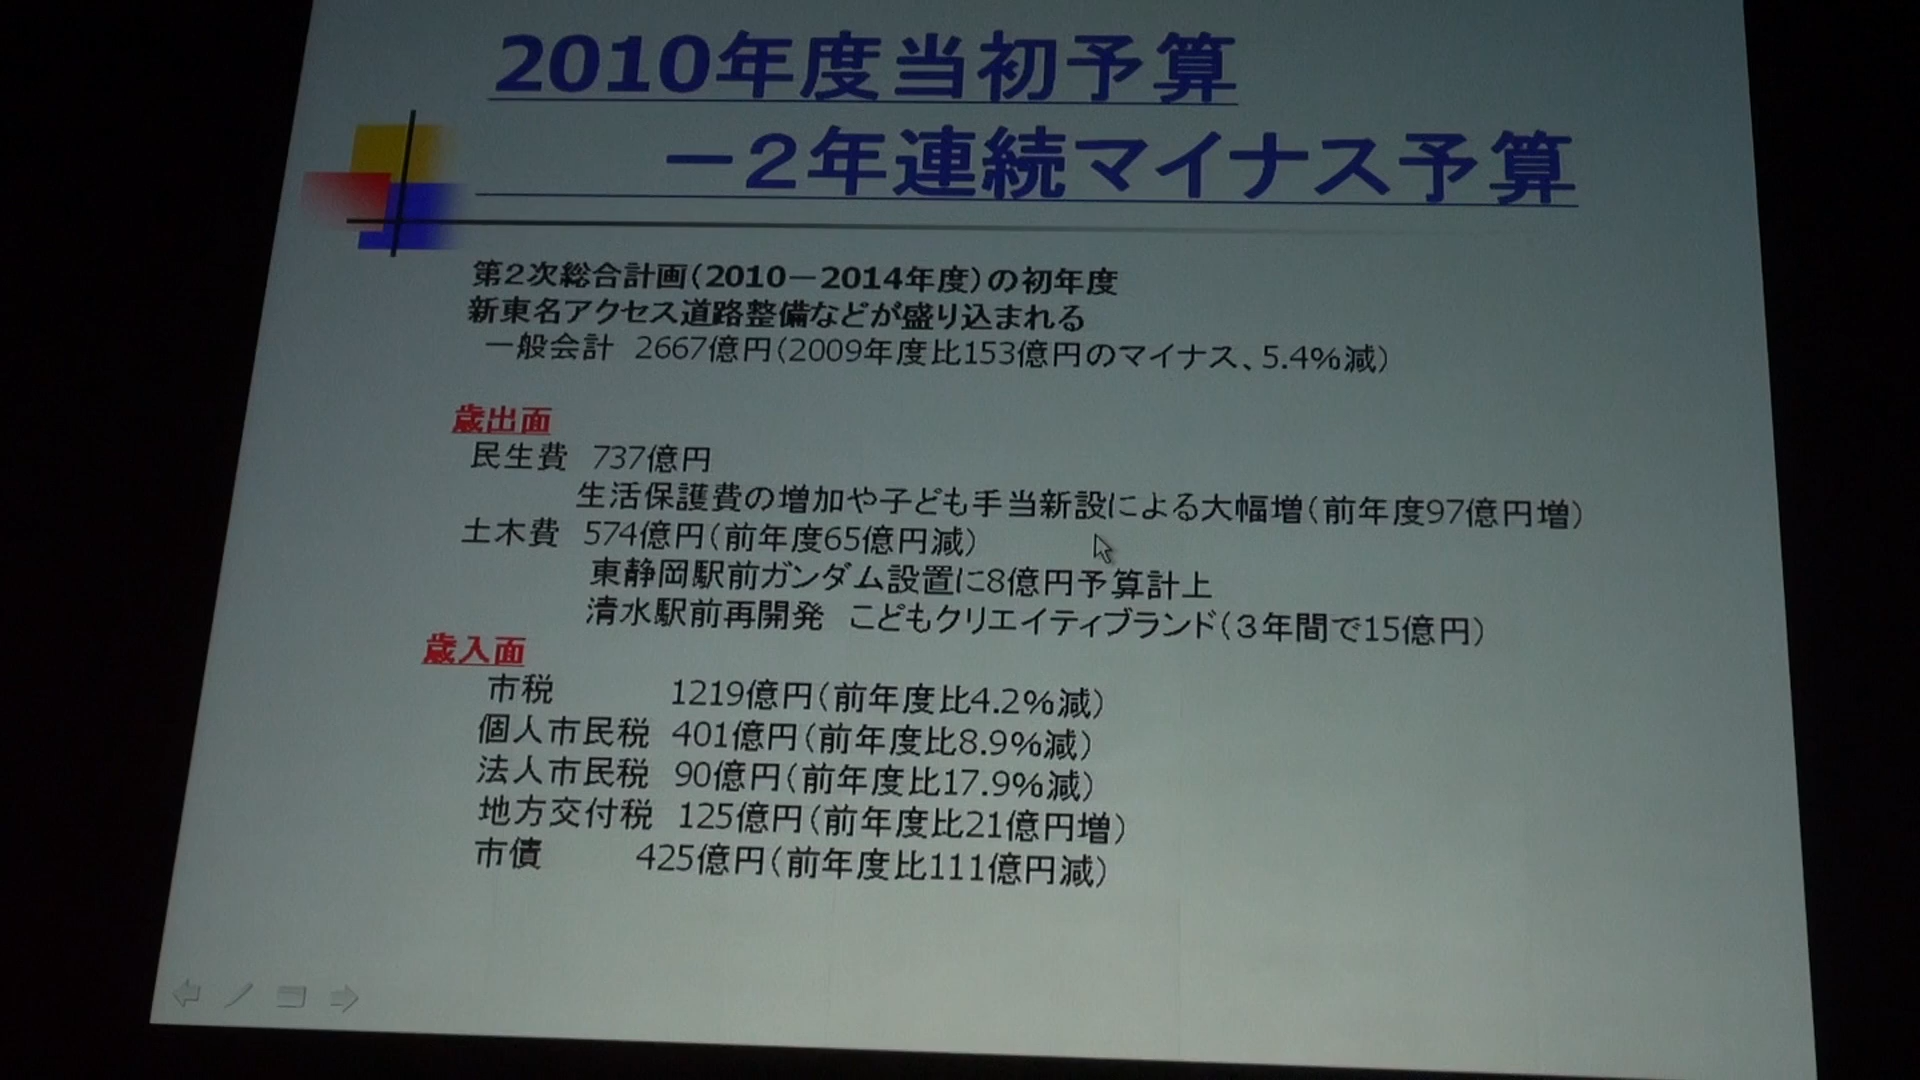 2010年度当初予算
－2年連続マイナス予算
第2次総合計画(2010－2014年度)の初年度
新東名アクセス道路整備などが盛り込まれる
一般会計 2667億円(2009年度比153億円のマイナス、5.4%減)
歳出面
民生費 737億円
生活保護費の増加や子ども手当新設による大幅増(前年度97億円増)
土木費 574億円(前年度65億円減)
東静岡駅前ガンダム設置に8億円予算計上
清水駅前再開発 こどもクリエイティブランド(3年間で15億円)
歳入面
市税 1219億円(前年度比4.2%減)
個人市民税 401億円(前年度比8.9%減)
法人市民税 90億円(前年度比17.9%減)
地方交付税 125億円(前年度比21億円増)
市債 425億円(前年度比111億円減)